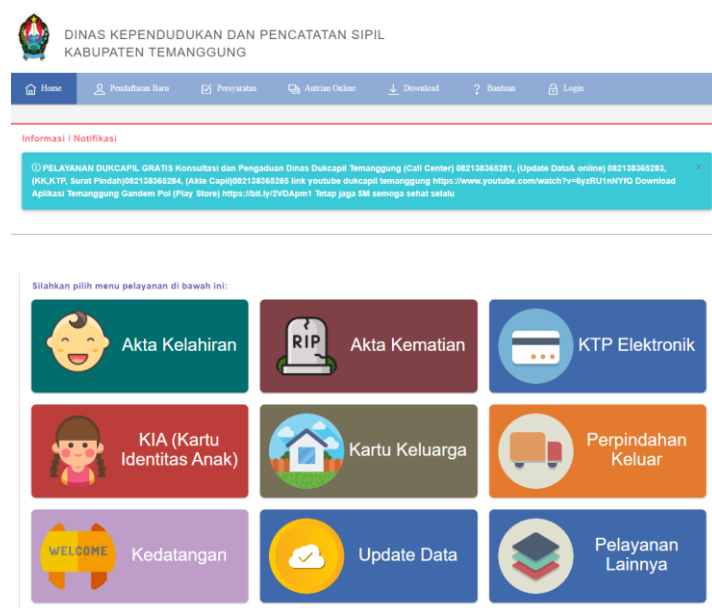 DINAS KEPENDUDUKAN DAN PENCATATAN SIPIL
KABUPATEN TEMANGGUNG
Home Pendaftaran Baru Persyaratan Antrian Online Download Bantuan Login
Informasi / Notifikasi
PELAYANAN DUKCAPIL GRATIS Konsultasi dan Pengaduan Dinas Dukcapil Temanggung (Call Center) 082138365281, (Update Data& online) 082138365283,
(KK,KTP, Surat Pindah)082138365284, (Akte Capil)082138365285 link youtube dukcapil temanggung https://www.youtube.com/watch?v=6yzRU1nNYfQ Download
Aplikasi Temanggung Gandem Pol (Play Store) https://bit.ly/2VDApm1 Tetap jaga 5M semoga sehat selalu
Silahkan pilih menu pelayanan di bawah ini:
Akta Kelahiran
RIP
Akta Kematian
KTP Elektronik
KIA (Kartu
Identitas Anak)
Kartu Keluarga
Perpindahan
Keluar
WELCOME
Kedatangan
Update Data
Pelayanan
Lainnya